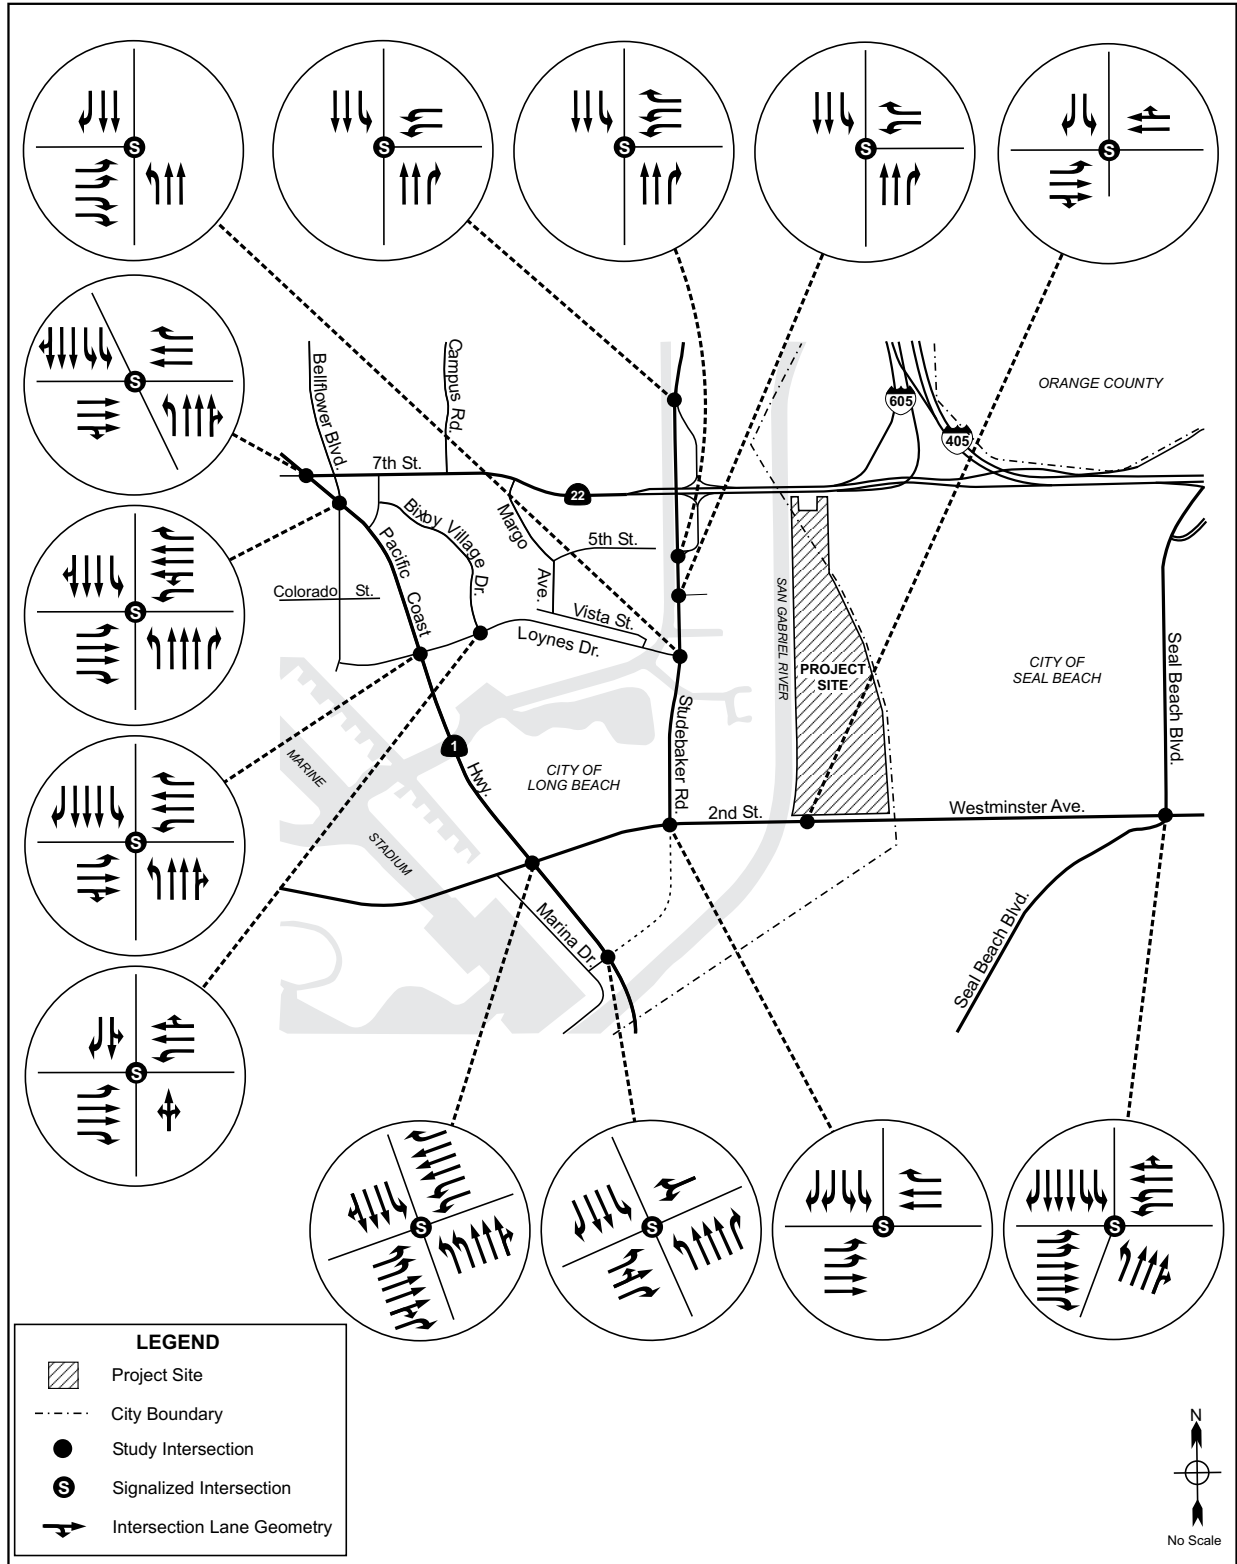 S
S
S
S
S
S
S
S
S
S
S
S
S
S
Bellflower Blvd.
Campus Rd.
7th St.
22
605
405
ORANGE COUNTY
Bixby Village Dr.
Margo
Ave.
5th St.
Pacific
Coast
Hwy.
Colorado St.
Vista St.
Loynes Dr.
SAN GABRIEL RIVER
PROJECT
SITE
CITY OF
SEAL BEACH
Seal Beach Blvd.
Studebaker Rd.
1
MARINE
STADIUM
CITY OF
LONG BEACH
2nd St.
Westminster Ave.
Marina Dr.
Seal Beach Blvd.
LEGEND
Project Site
City Boundary
Study Intersection
S Signalized Intersection
Intersection Lane Geometry
N
No Scale